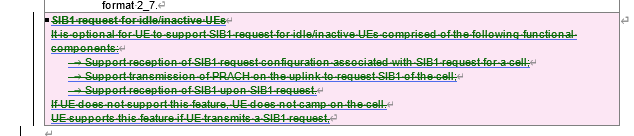 format 2_7.
SIB1 request for idle/inactive UEs
It is optional for UE to support SIB1 request for idle/inactive UEs comprised of the following functional
components:
→ Support reception of SIB1 request configuration associated with SIB1 request for a cell;
→ Support transmission of PRACH on the uplink to request SIB1 of the cell;
→ Support reception of SIB1 upon SIB1 request.
If UE does not support this feature, UE does not camp on the cell.
UE supports this feature if UE transmits a SIB1 request.